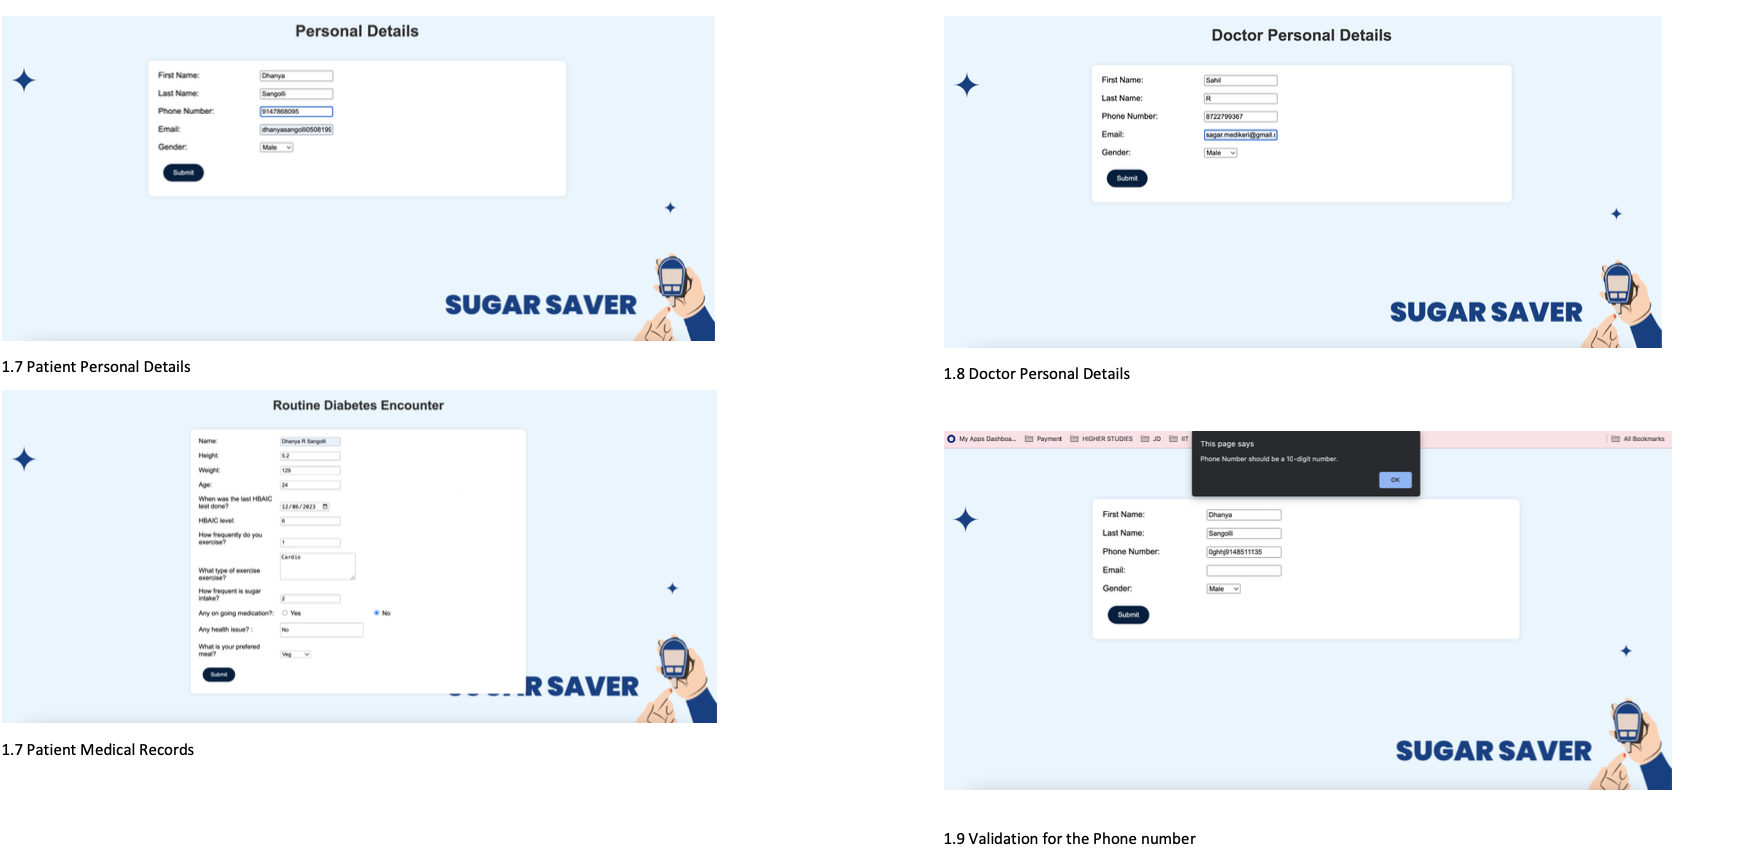 Personal Details
First Name: Dhanya
Last Name: Sangolli
Phone Number: 9147868095
Email: dhanyasangolli0508199
Gender: Male
Submit
SUGAR SAVER
1.7 Patient Personal Details
Doctor Personal Details
First Name: Sahil
Last Name: R
Phone Number: 8722799367
Email: sagar.medikeri@gmail.
Gender: Male
Submit
SUGAR SAVER
1.8 Doctor Personal Details
Routine Diabetes Encounter
Name: Dhanya R Sangolli
Height: 5.2
Weight: 129
Age: 24
When was the last HBAIC
test done? 12/06/2023
HBAIC level: 6
How frequently do you
exercise? 1
Cardio
What type of exercise
exercise?
How frequent is sugar
intake? 2
Any on going medication?: Yes No
Any health issue? : No
What is your prefered
meal? Veg
Submit
R SAVER
1.7 Patient Medical Records
My Apps Dashboa... Payment HIGHER STUDIES JD IIT All Bookmarks
This page says
Phone Number should be a 10-digit number.
OK
First Name: Dhanya
Last Name: Sangolli
Phone Number: 0ghhj9148511135
Email:
Gender: Male
Submit
SUGAR SAVER
1.9 Validation for the Phone number